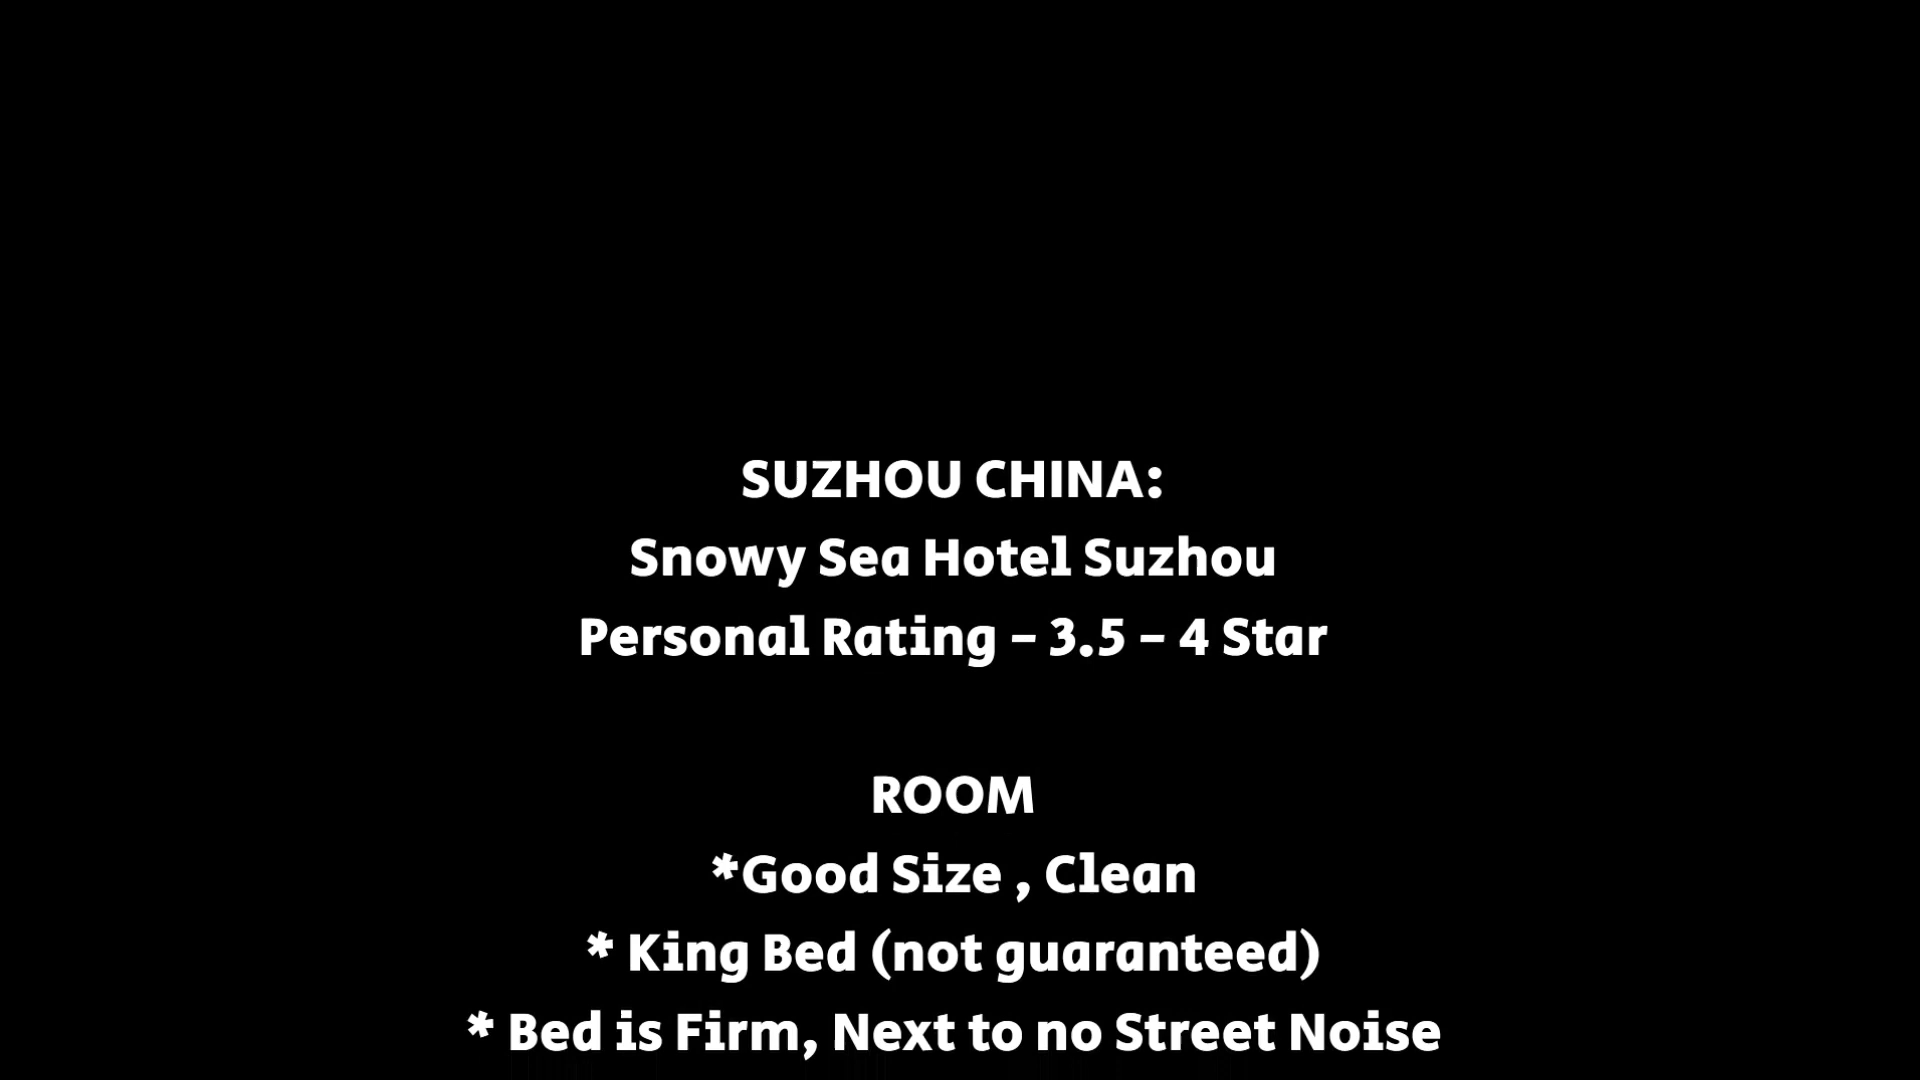 SUZHOU CHINA:
Snowy Sea Hotel Suzhou
Personal Rating - 3.5 - 4 Star
ROOM
*Good Size , Clean
* King Bed (not guaranteed)
* Bed is Firm, Next to no Street Noise